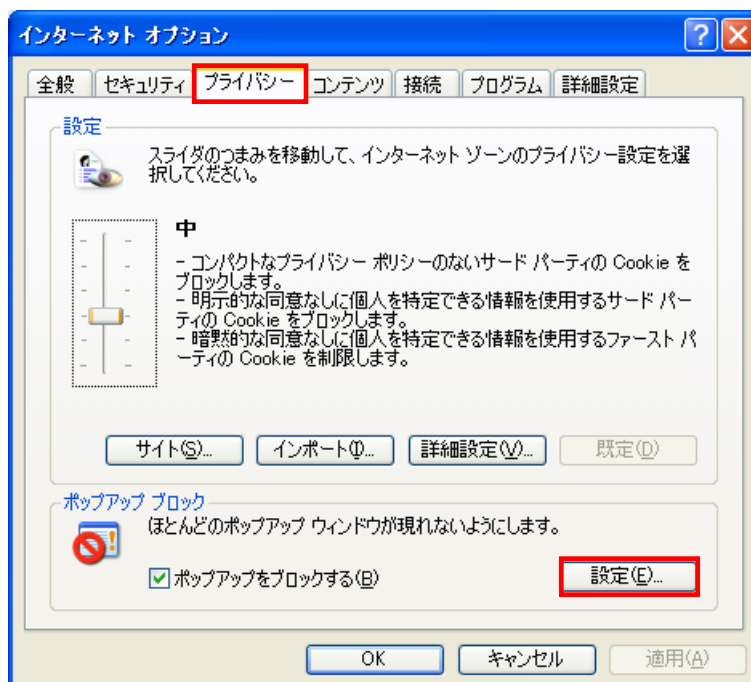 インターネット オプション
全般 セキュリティ プライバシー コンテンツ 接続 プログラム 詳細設定
設定
スライダのつまみを移動して、インターネット ゾーンのプライバシー設定を選
択してください。
中
- コンパクトなプライバシー ポリシーのないサード パーティの Cookie を
ブロックします。
- 明示的な同意なしに個人を特定できる情報を使用するサード パー
ティの Cookie をブロックします。
- 暗黙的な同意なしに個人を特定できる情報を使用するファースト パ
ーティの Cookie を制限します。
サイト(S)... インポート(I)... 詳細設定(V)... 既定(D)
ポップアップ ブロック
ほとんどのポップアップ ウィンドウが現れないようにします。
ポップアップをブロックする(B) 設定(E)...
OK キャンセル 適用(A)